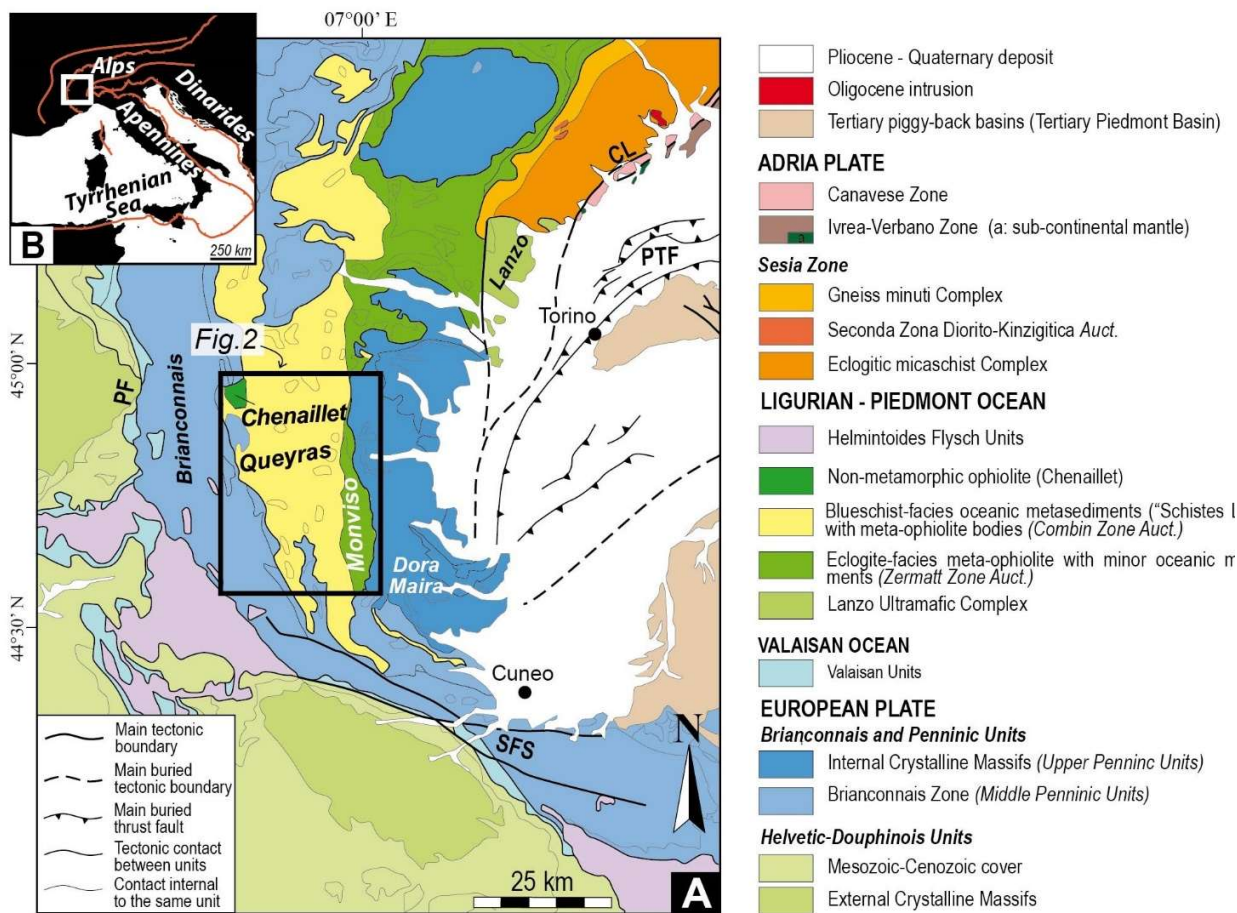 07°00' E
Alps
Dinarides
Apennines
Tyrrhenian
Sea
B
250 km
CL
Lanzo
PTF
Torino
Fig.2
45°00' N
PF
Brianconnais
Chenaillet
Queyras
Monviso
Dora
Maira
44°30' N
Cuneo
SFS
N
Main tectonic
boundary
Main buried
tectonic boundary
Main buried
thrust fault
Tectonic contact
between units
Contact internal
to the same unit
25 km
A
Pliocene - Quaternary deposit
Oligocene intrusion
Tertiary piggy-back basins (Tertiary Piedmont Basin)
ADRIA PLATE
Canavese Zone
a
Ivrea-Verbano Zone (a: sub-continental mantle)
Sesia Zone
Gneiss minuti Complex
Seconda Zona Diorito-Kinzigitica Auct.
Eclogitic micaschist Complex
LIGURIAN - PIEDMONT OCEAN
Helmintoides Flysch Units
Non-metamorphic ophiolite (Chenaillet)
Blueschist-facies oceanic metasediments ("Schistes L
with meta-ophiolite bodies (Combin Zone Auct.)
Eclogite-facies meta-ophiolite with minor oceanic m
ments (Zermatt Zone Auct.)
Lanzo Ultramafic Complex
VALAISAN OCEAN
Valaisan Units
EUROPEAN PLATE
Brianconnais and Penninic Units
Internal Crystalline Massifs (Upper Penninc Units)
Brianconnais Zone (Middle Penninic Units)
Helvetic-Douphinois Units
Mesozoic-Cenozoic cover
External Crystalline Massifs